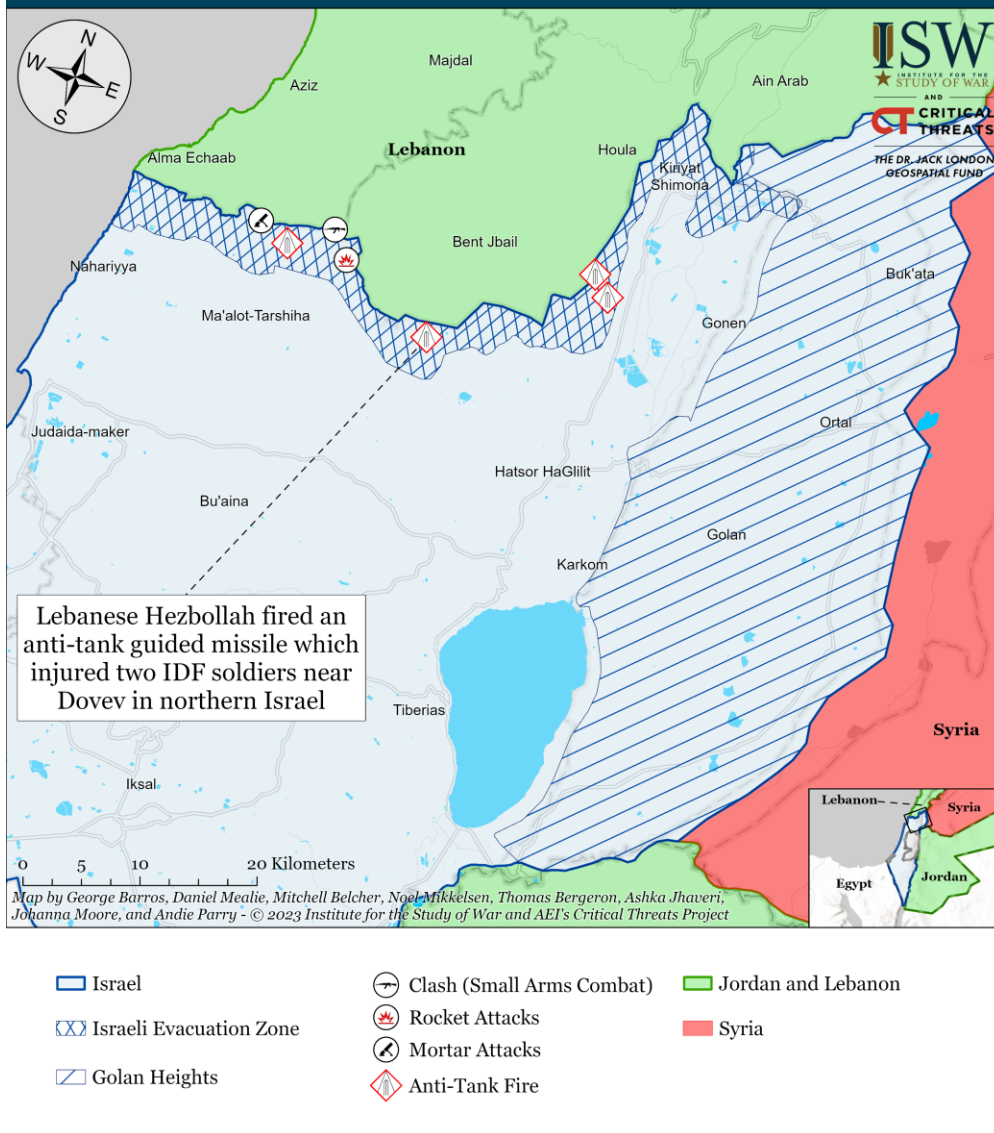 N
W
E
S
ISW
INSTITUTE FOR THE
STUDY OF WAR
AND
CT CRITICAL
THREATS
THE DR. JACK LONDON
GEOSPATIAL FUND
Majdal
Aziz
Ain Arab
Lebanon
Houla
Alma Echaab
Kiriyat
Shimona
Bent Jbail
Nahariyya
Buk'ata
Ma'alot-Tarshiha
Gonen
Judaida-maker
Ortal
Hatsor HaGlilit
Bu'aina
Golan
Karkom
Lebanese Hezbollah fired an
anti-tank guided missile which
injured two IDF soldiers near
Dovev in northern Israel
Tiberias
Syria
Iksal
Lebanon
Syria
Egypt
Jordan
0 5 10 20 Kilometers
Map by George Barros, Daniel Mealie, Mitchell Belcher, Noel Mikkelsen, Thomas Bergeron, Ashka Jhaveri,
Johanna Moore, and Andie Parry - © 2023 Institute for the Study of War and AEI's Critical Threats Project
Israel
Israeli Evacuation Zone
Golan Heights
Clash (Small Arms Combat)
Rocket Attacks
Mortar Attacks
Anti-Tank Fire
Jordan and Lebanon
Syria